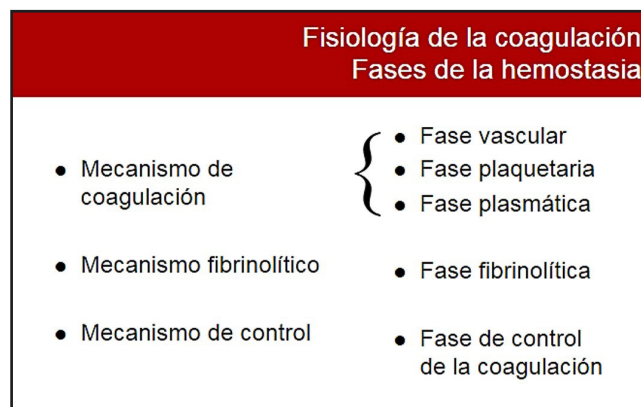 Fisiología de la coagulación
Fases de la hemostasia
● Mecanismo de
coagulación
● Fase vascular
● Fase plaquetaria
● Fase plasmática
● Mecanismo fibrinolítico
● Fase fibrinolítica
● Mecanismo de control
● Fase de control
de la coagulación